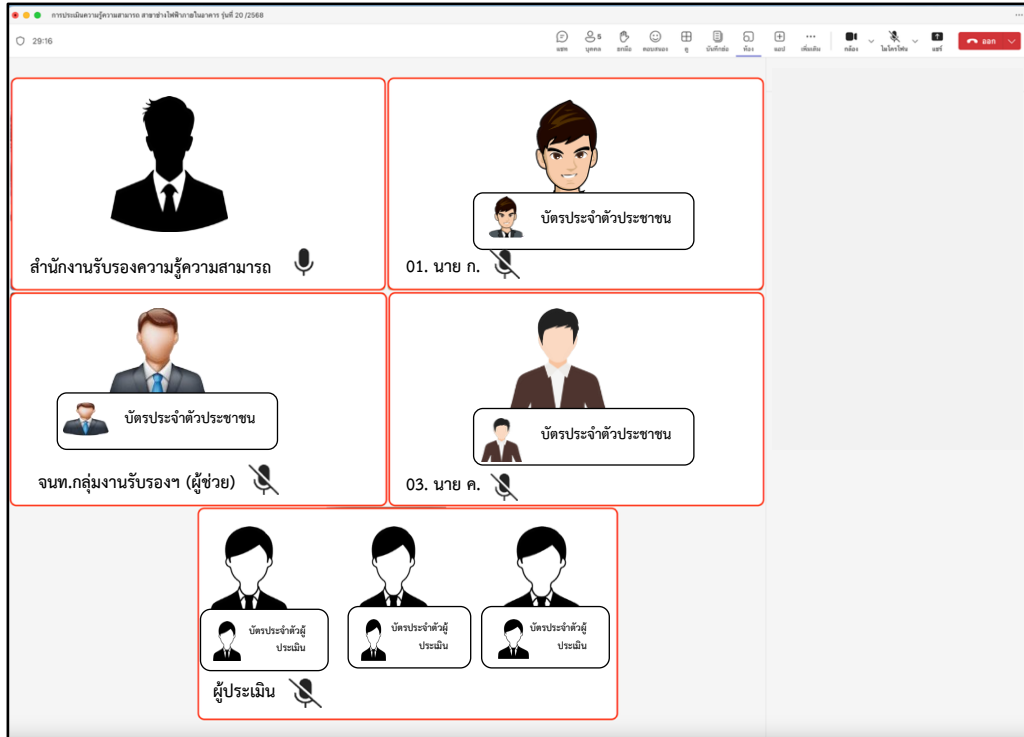 การประเมินความรู้ความสามารถ สาขาช่างไฟฟ้าภายในอาคาร รุ่นที่ 20 /2568
29:16
แชท
บุคคล
5
ยกมือ
ตอบสนอง
ดู
บันทึกย่อ
ห้อง
แอป
เพิ่มเติม
กล้อง
ไมโครโฟน
แชร์
ออก
บัตรประจำตัวประชาชน
สำนักงานรับรองความรู้ความสามารถ
01. นาย ก.
บัตรประจำตัวประชาชน
บัตรประจำตัวประชาชน
จนท.กลุ่มงานรับรองฯ (ผู้ช่วย)
03. นาย ค.
บัตรประจำตัวผู้
ประเมิน
บัตรประจำตัวผู้
ประเมิน
บัตรประจำตัวผู้
ประเมิน
ผู้ประเมิน